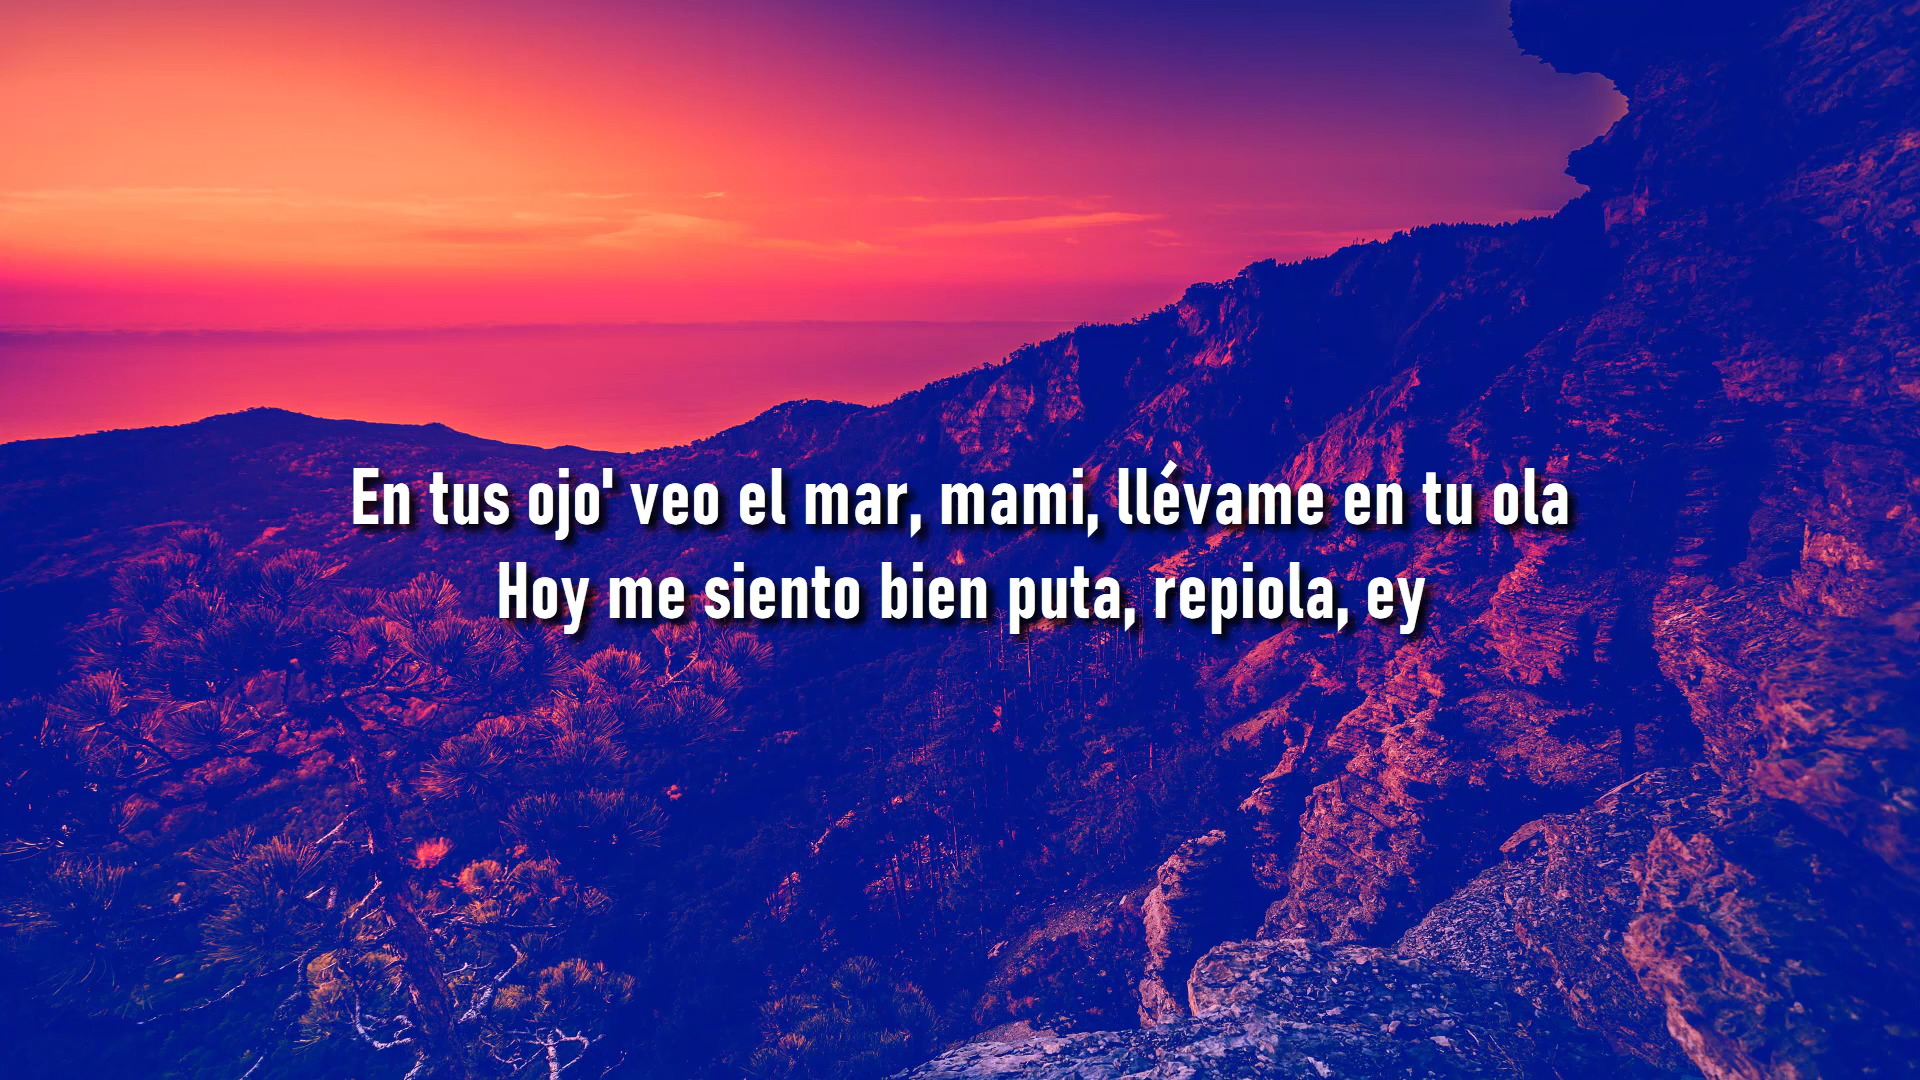 En tus ojo' veo el mar, mami, llévame en tu ola
Hoy me siento bien puta, repiola, ey